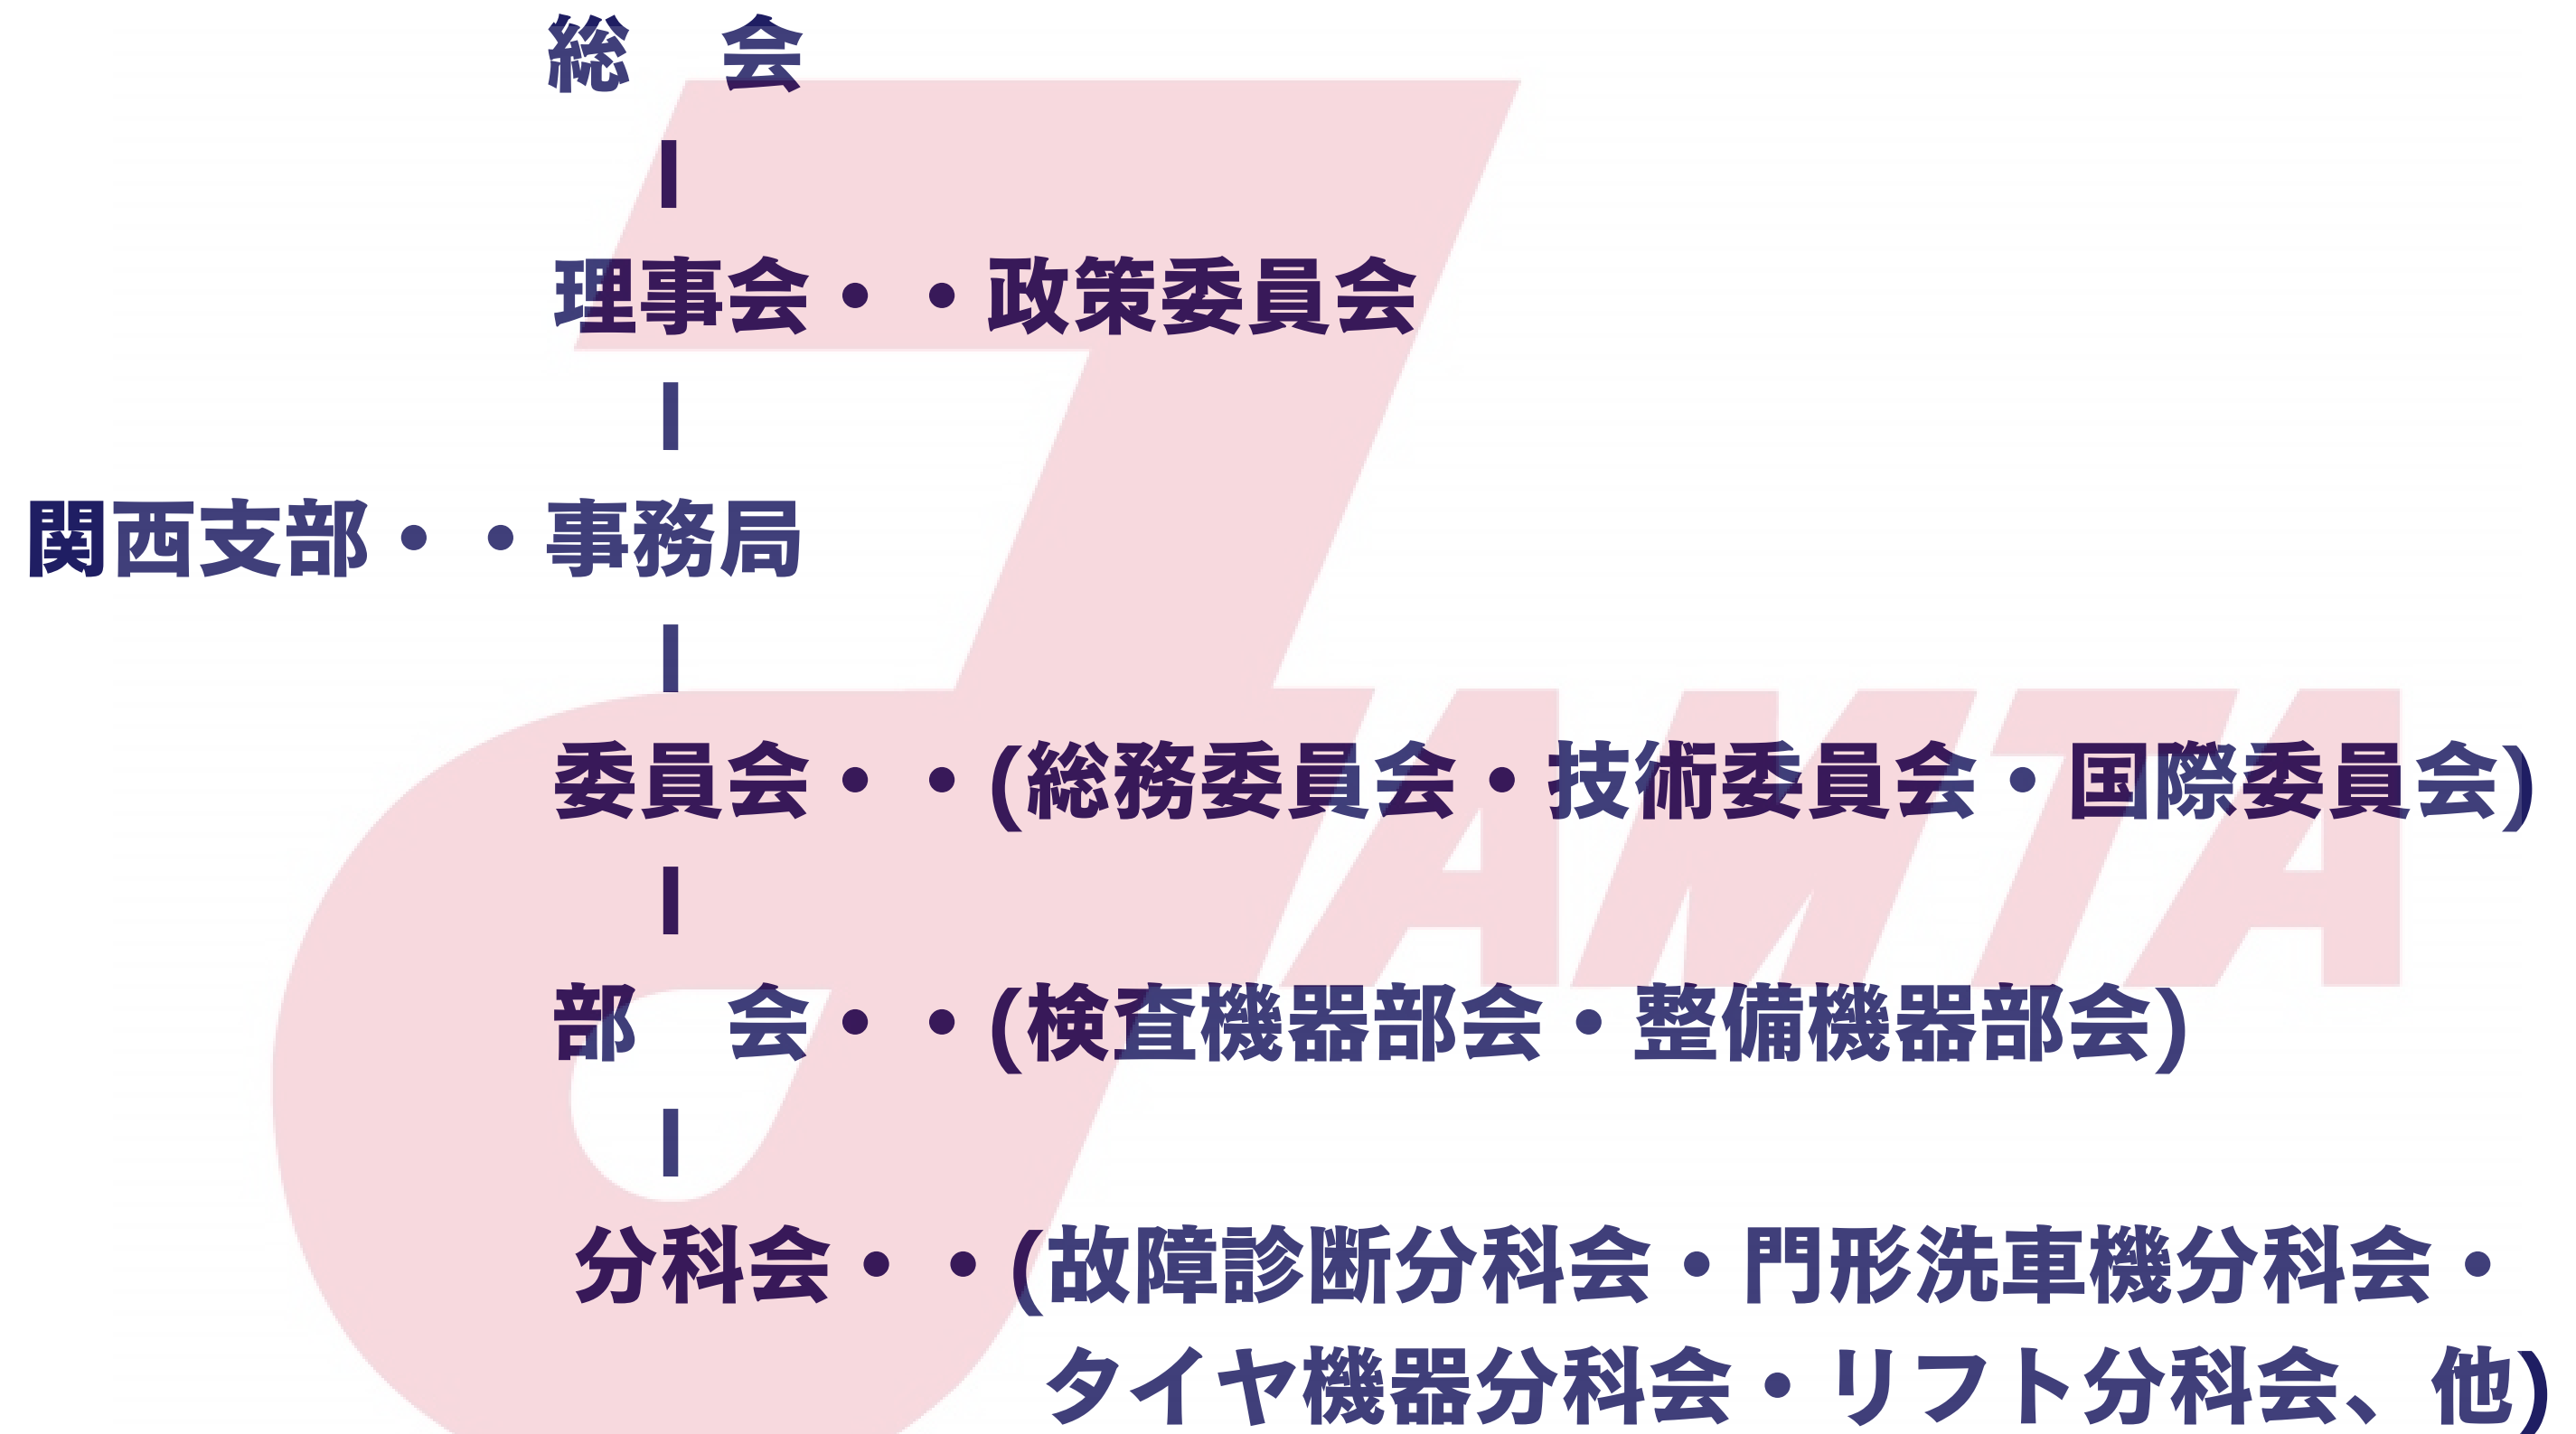 総　会
|
理事会・・政策委員会
|
関西支部・・事務局
|
委員会・・(総務委員会・技術委員会・国際委員会)
|
部　会・・(検査機器部会・整備機器部会)
|
分科会・・(故障診断分科会・門形洗車機分科会・
タイヤ機器分科会・リフト分科会、他)
JAMTA